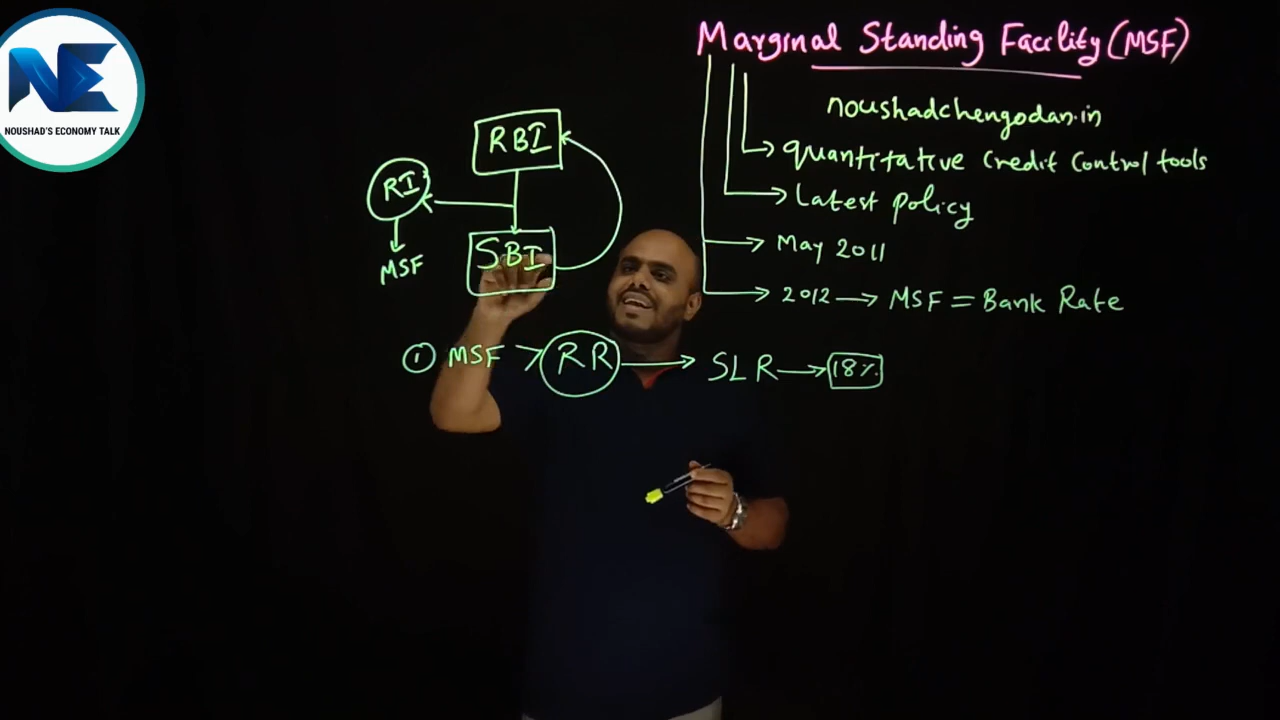 Marginal Standing Facility (MSF)
NE
NOUSHAD'S ECONOMY TALK
noushadchengodan.in
quantitative credit control tools
Latest policy
May 2011
2012 → MSF = Bank Rate
RBI
RI
SBI
MSF
① MSF > RR → SLR → 18%